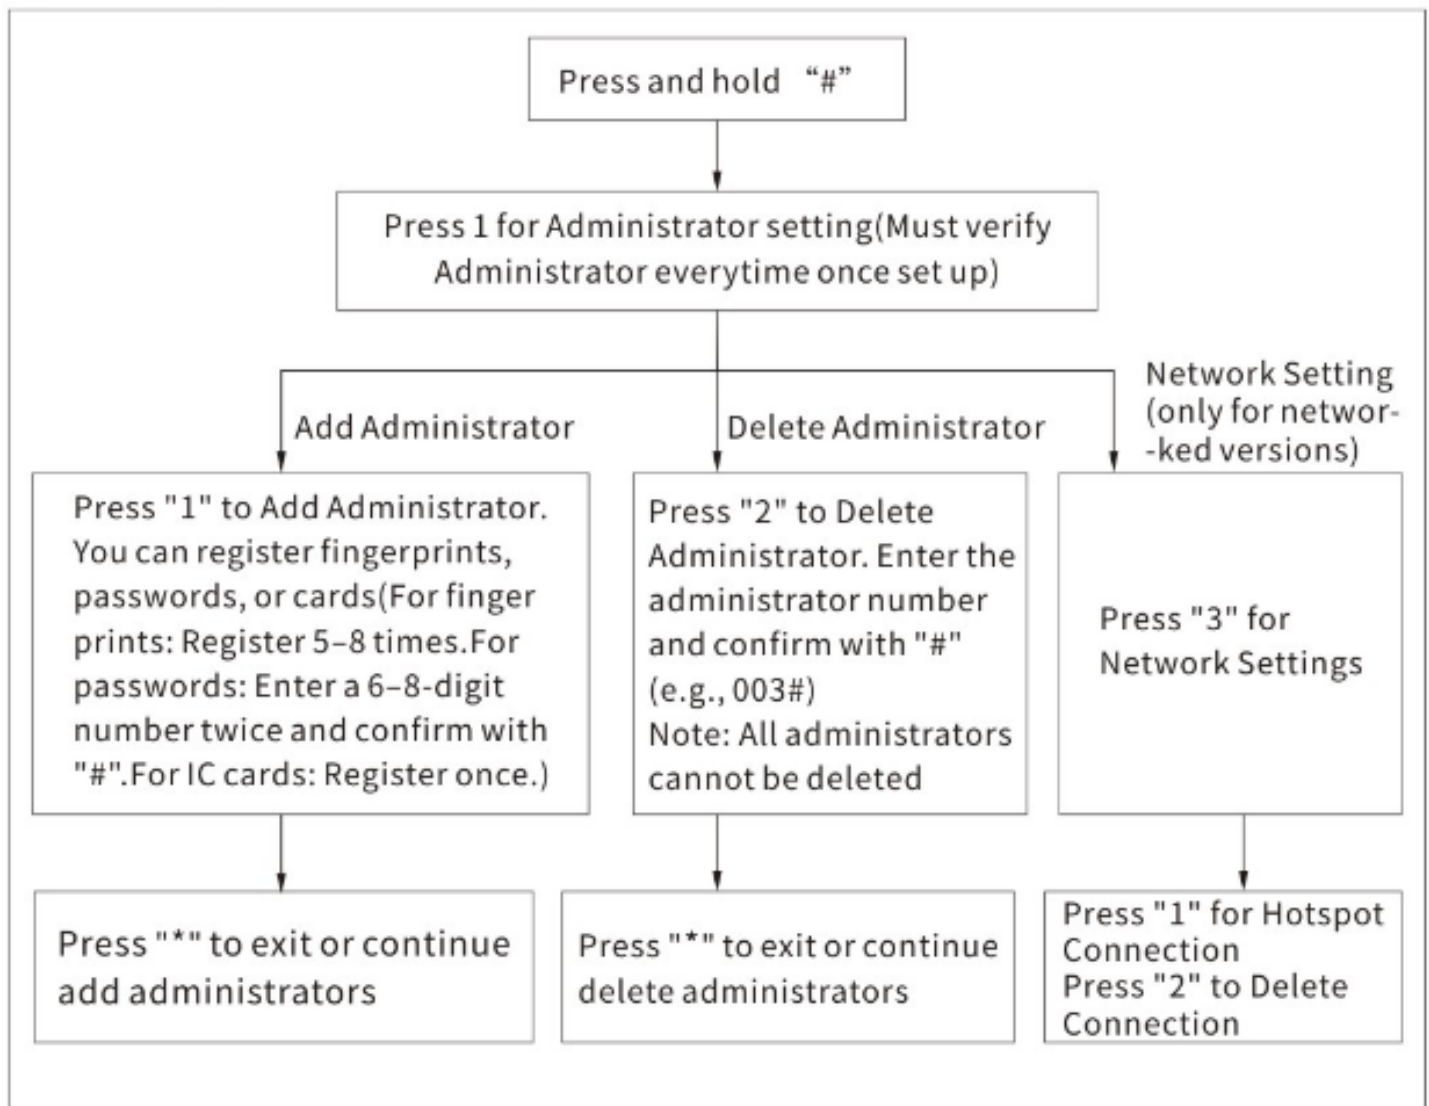 Press and hold “#”
Press 1 for Administrator setting(Must verify
Administrator everytime once set up)
Add Administrator
Delete Administrator
Network Setting
(only for networ-
-ked versions)
Press "1" to Add Administrator.
You can register fingerprints,
passwords, or cards(For finger
prints: Register 5–8 times.For
passwords: Enter a 6–8-digit
number twice and confirm with
"#".For IC cards: Register once.)
Press "2" to Delete
Administrator. Enter the
administrator number
and confirm with "#"
(e.g., 003#)
Note: All administrators
cannot be deleted
Press "3" for
Network Settings
Press "*" to exit or continue
add administrators
Press "*" to exit or continue
delete administrators
Press "1" for Hotspot
Connection
Press "2" to Delete
Connection